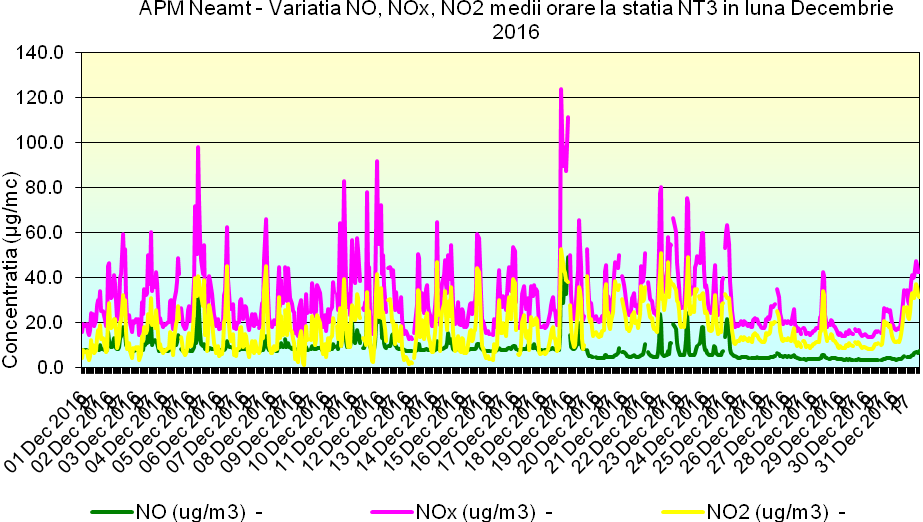 APM Neamt - Variatia NO, NOx, NO2 medii orare la statia NT3 in luna Decembrie
2016
Concentratia (µg/mc)
140.0
120.0
100.0
80.0
60.0
40.0
20.0
0.0
01 Dec 2016
02 Dec 2016
03 Dec 2016
04 Dec 2016
05 Dec 2016
06 Dec 2016
07 Dec 2016
08 Dec 2016
09 Dec 2016
10 Dec 2016
11 Dec 2016
12 Dec 2016
13 Dec 2016
14 Dec 2016
15 Dec 2016
16 Dec 2016
17 Dec 2016
18 Dec 2016
19 Dec 2016
20 Dec 2016
21 Dec 2016
22 Dec 2016
23 Dec 2016
24 Dec 2016
25 Dec 2016
26 Dec 2016
27 Dec 2016
28 Dec 2016
29 Dec 2016
30 Dec 2016
31 Dec 2016
17
NO (ug/m3) -
NOx (ug/m3) -
NO2 (ug/m3) -